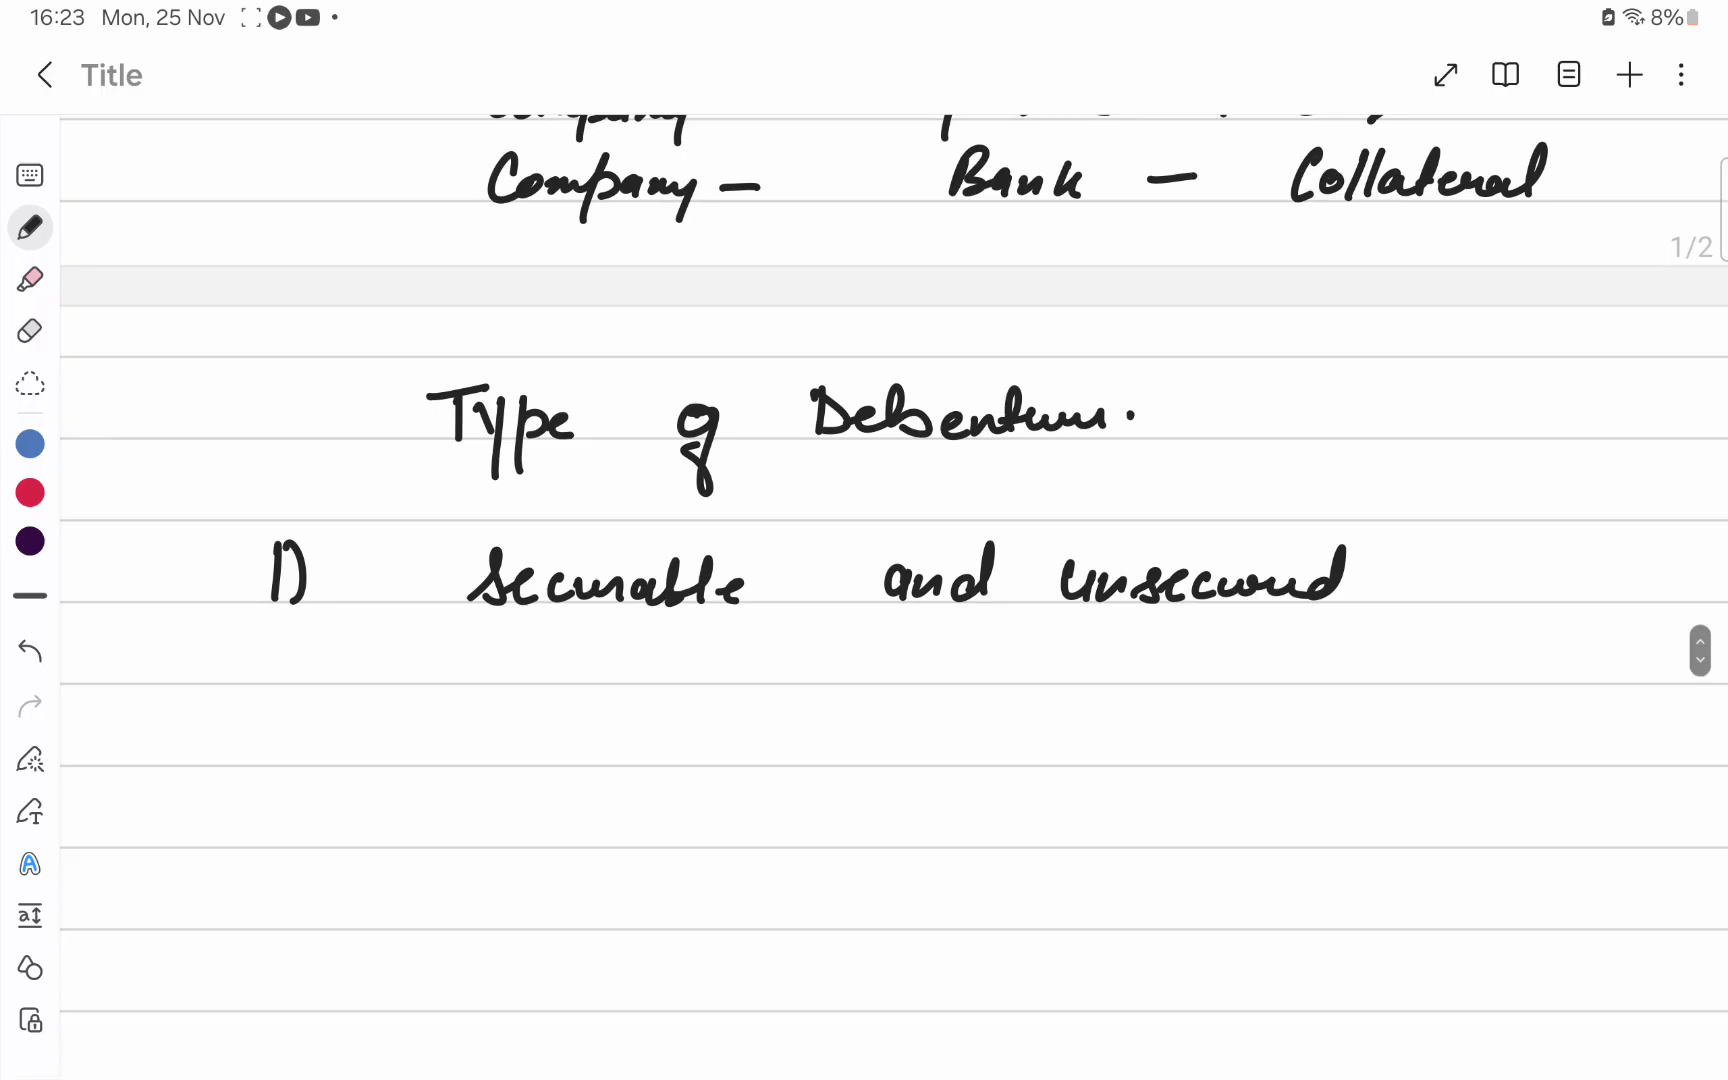 16:23 Mon, 25 Nov 8%
Title
Company
Company — Bank — Collateral
1/2
Type of Debenture.
1) Securable and unsecured